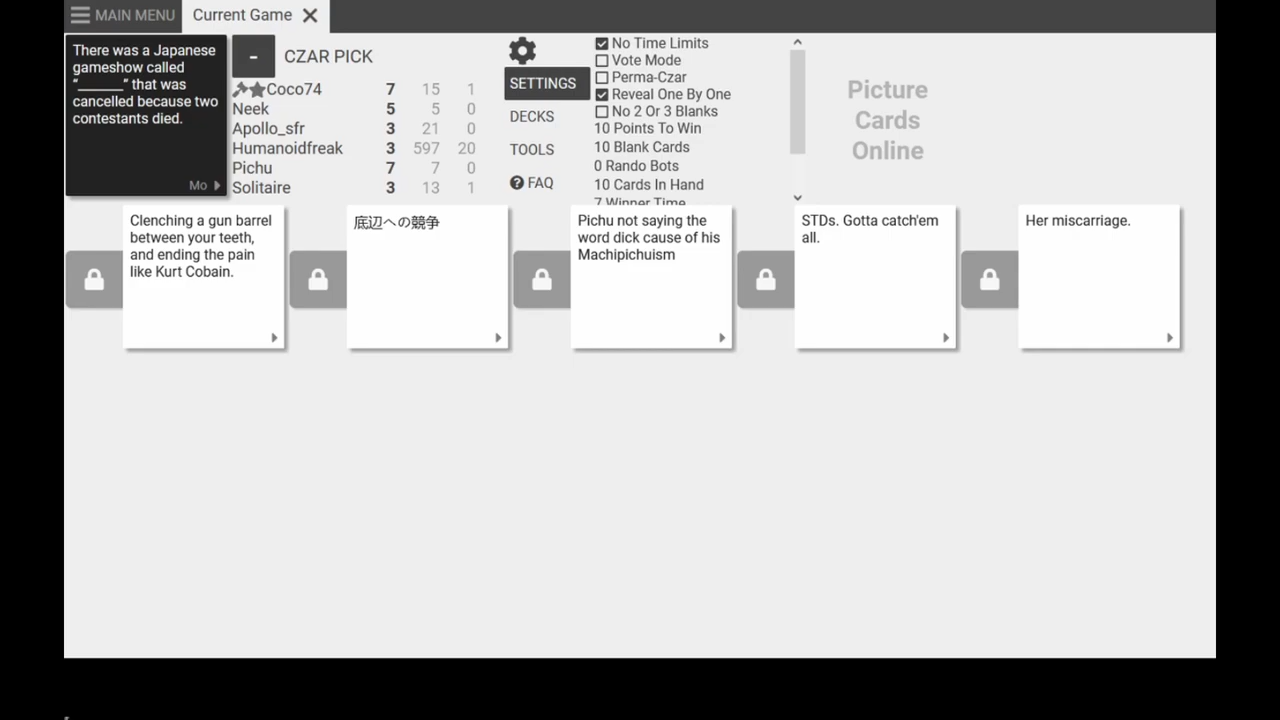 MAIN MENU
Current Game
There was a Japanese
gameshow called
“_______” that was
cancelled because two
contestants died.
Mo
-
CZAR PICK
Coco74 7 15 1
Neek 5 5 0
Apollo_sfr 3 21 0
Humanoidfreak 3 597 20
Pichu 7 7 0
Solitaire 3 13 1
SETTINGS
DECKS
TOOLS
FAQ
No Time Limits
Vote Mode
Perma-Czar
Reveal One By One
No 2 Or 3 Blanks
10 Points To Win
10 Blank Cards
0 Rando Bots
10 Cards In Hand
7 Winner Time
Picture
Cards
Online
Clenching a gun barrel
between your teeth,
and ending the pain
like Kurt Cobain.
底辺への競争
Pichu not saying the
word dick cause of his
Machipichuism
STDs. Gotta catch'em
all.
Her miscarriage.